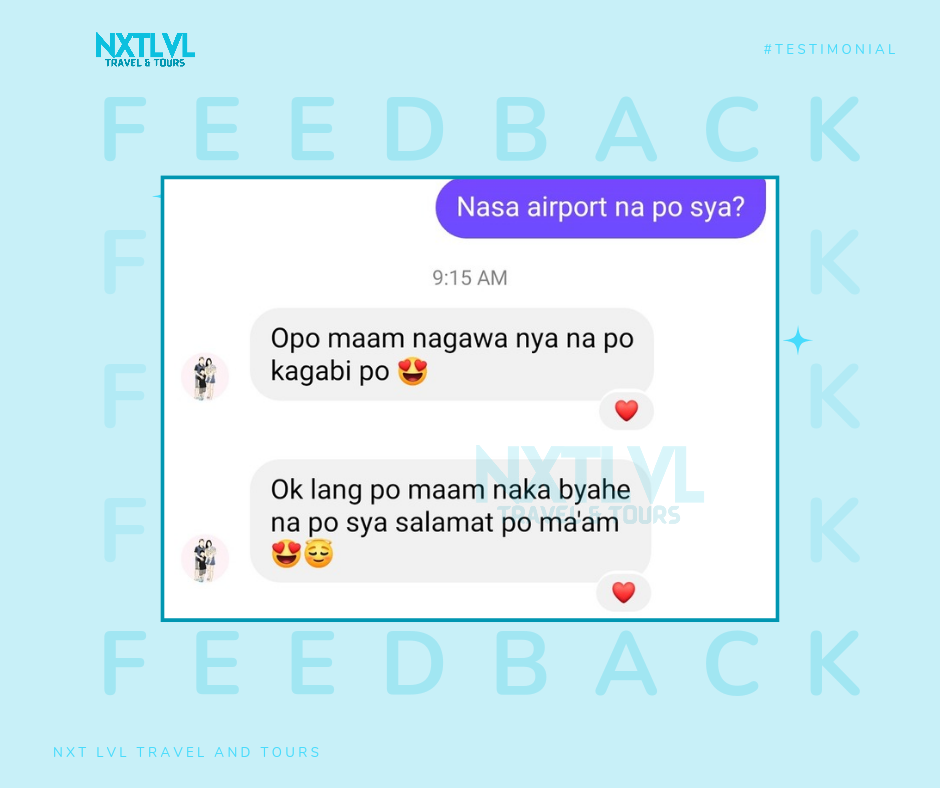 NXTLVL
TRAVEL & TOURS
#TESTIMONIAL
FEEDBACK
F K
Nasa airport na po sya?
9:15 AM
F K
Opo maam nagawa nya na po
kagabi po 😍
❤️
F K
NXTLVL
TRAVEL & TOURS
Ok lang po maam naka byahe
na po sya salamat po ma'am
😍😇
❤️
F K
FEEDBACK
NXT LVL TRAVEL AND TOURS